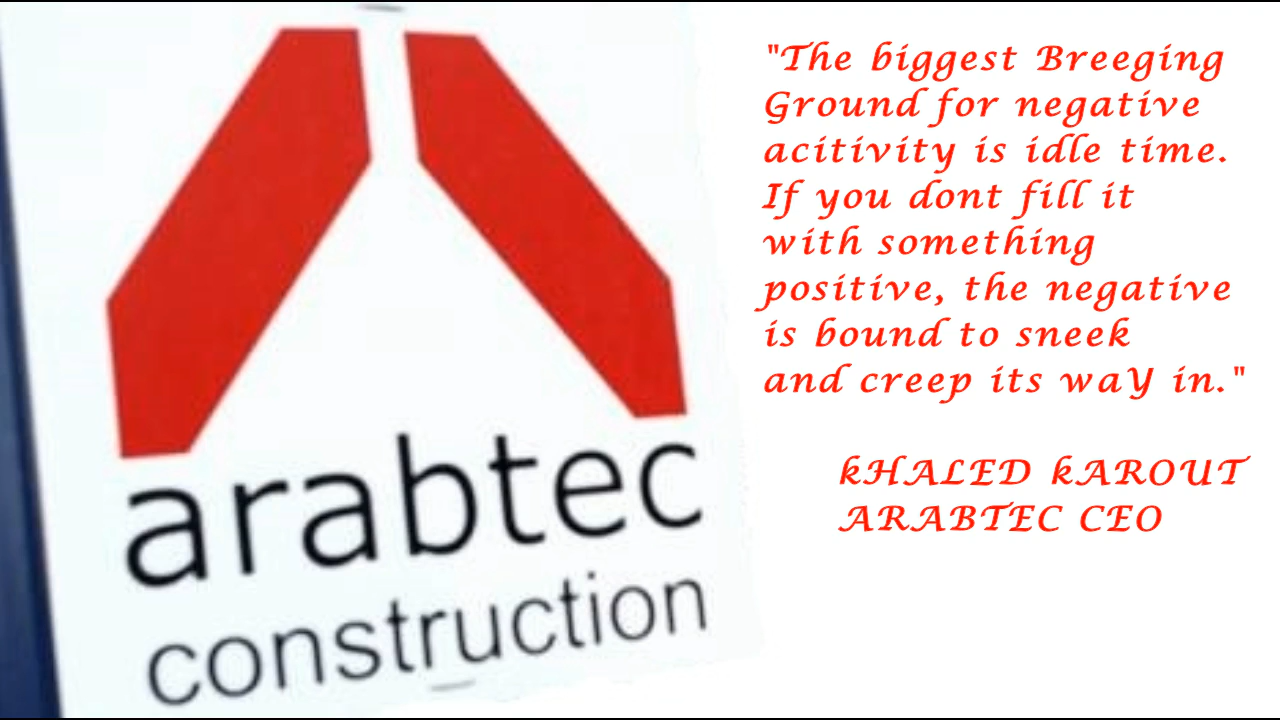 arabtec
construction
"The biggest Breeging
Ground for negative
acitivity is idle time.
If you dont fill it
with something
positive, the negative
is bound to sneek
and creep its waY in."
kHALED kAROUT
ARABTEC CEO